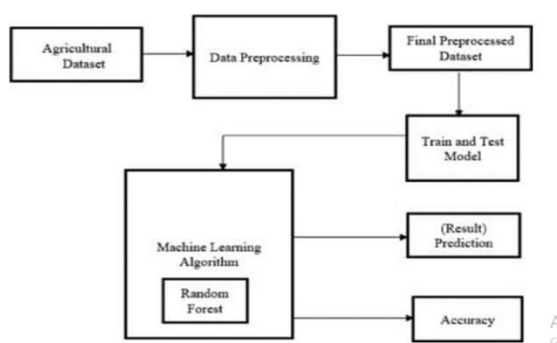 Agricultural
Dataset
Data Preprocessing
Final Preprocessed
Dataset
Train and Test
Model
Machine Learning
Algorithm
Random
Forest
(Result)
Prediction
Accuracy